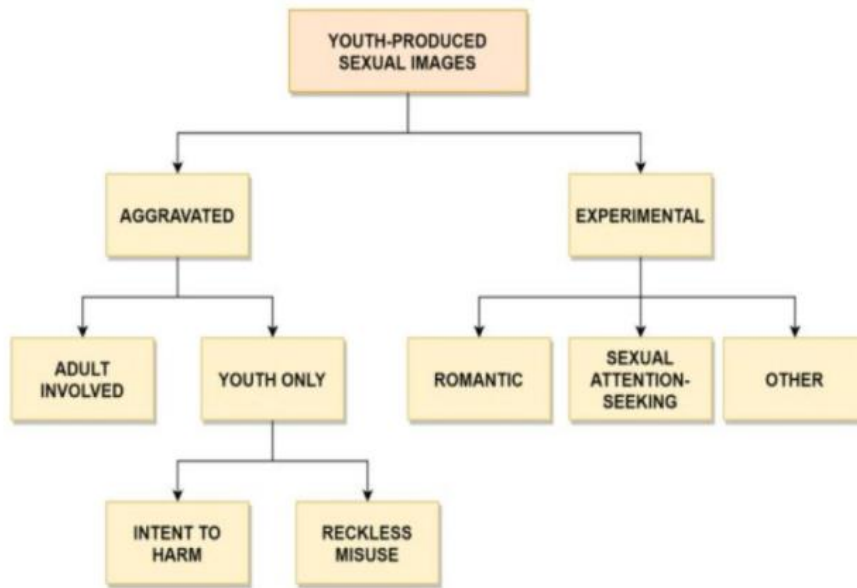 YOUTH-PRODUCED
SEXUAL IMAGES
AGGRAVATED
EXPERIMENTAL
ADULT
INVOLVED
YOUTH ONLY
ROMANTIC
SEXUAL
ATTENTION-
SEEKING
OTHER
INTENT TO
HARM
RECKLESS
MISUSE